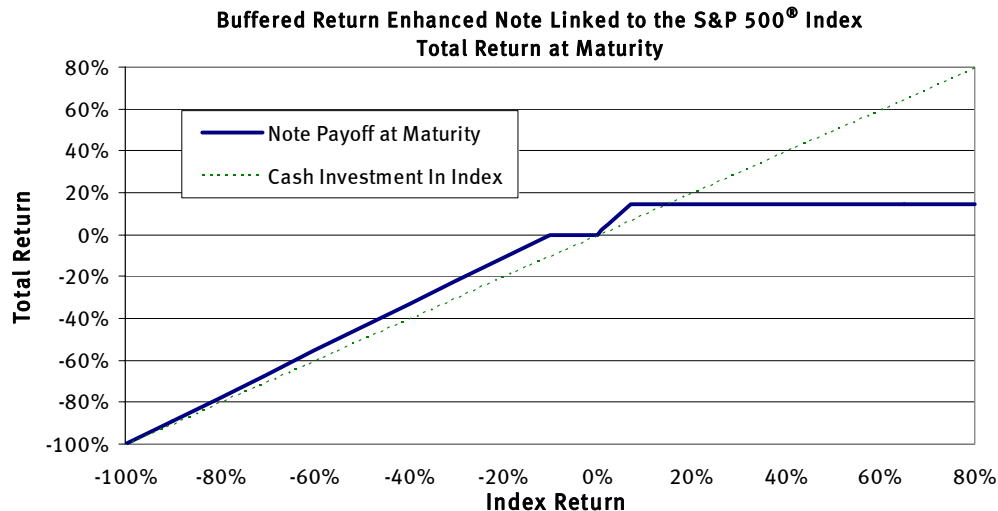 Buffered Return Enhanced Note Linked to the S&P 500® Index
Total Return at Maturity
80%
60%
40%
20%
0%
-20%
-40%
-60%
-80%
-100%
Total Return
Note Payoff at Maturity
Cash Investment In Index
-100% -80% -60% -40% -20% 0% 20% 40% 60% 80%
Index Return